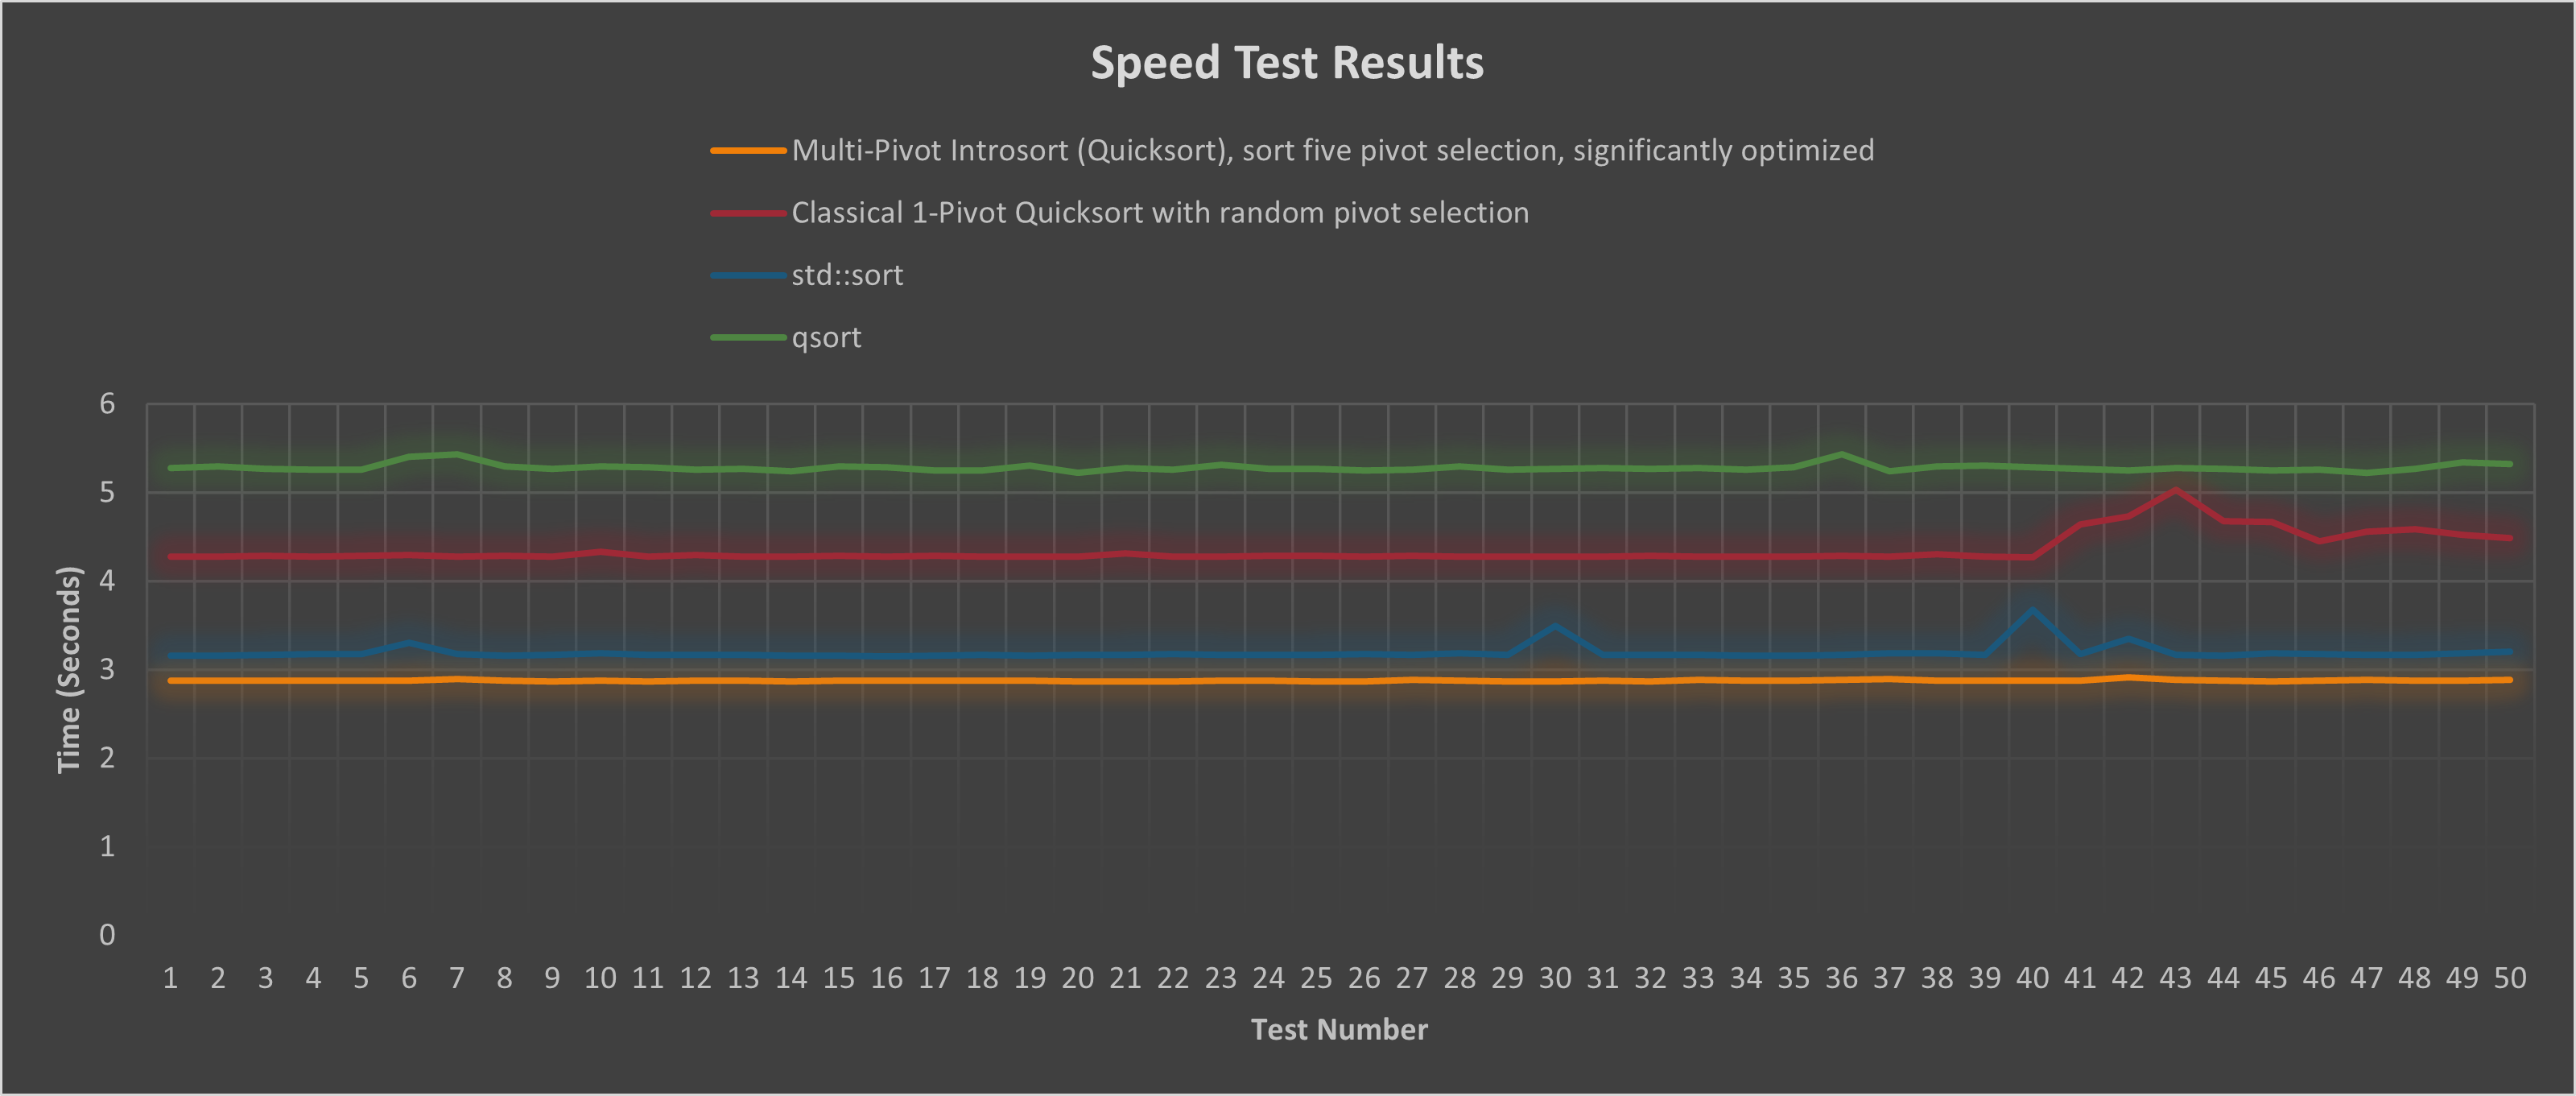 Speed Test Results
Multi-Pivot Introsort (Quicksort), sort five pivot selection, significantly optimized
Classical 1-Pivot Quicksort with random pivot selection
std::sort
qsort
Time (Seconds)
6
5
4
3
2
1
0
1 2 3 4 5 6 7 8 9 10 11 12 13 14 15 16 17 18 19 20 21 22 23 24 25 26 27 28 29 30 31 32 33 34 35 36 37 38 39 40 41 42 43 44 45 46 47 48 49 50
Test Number